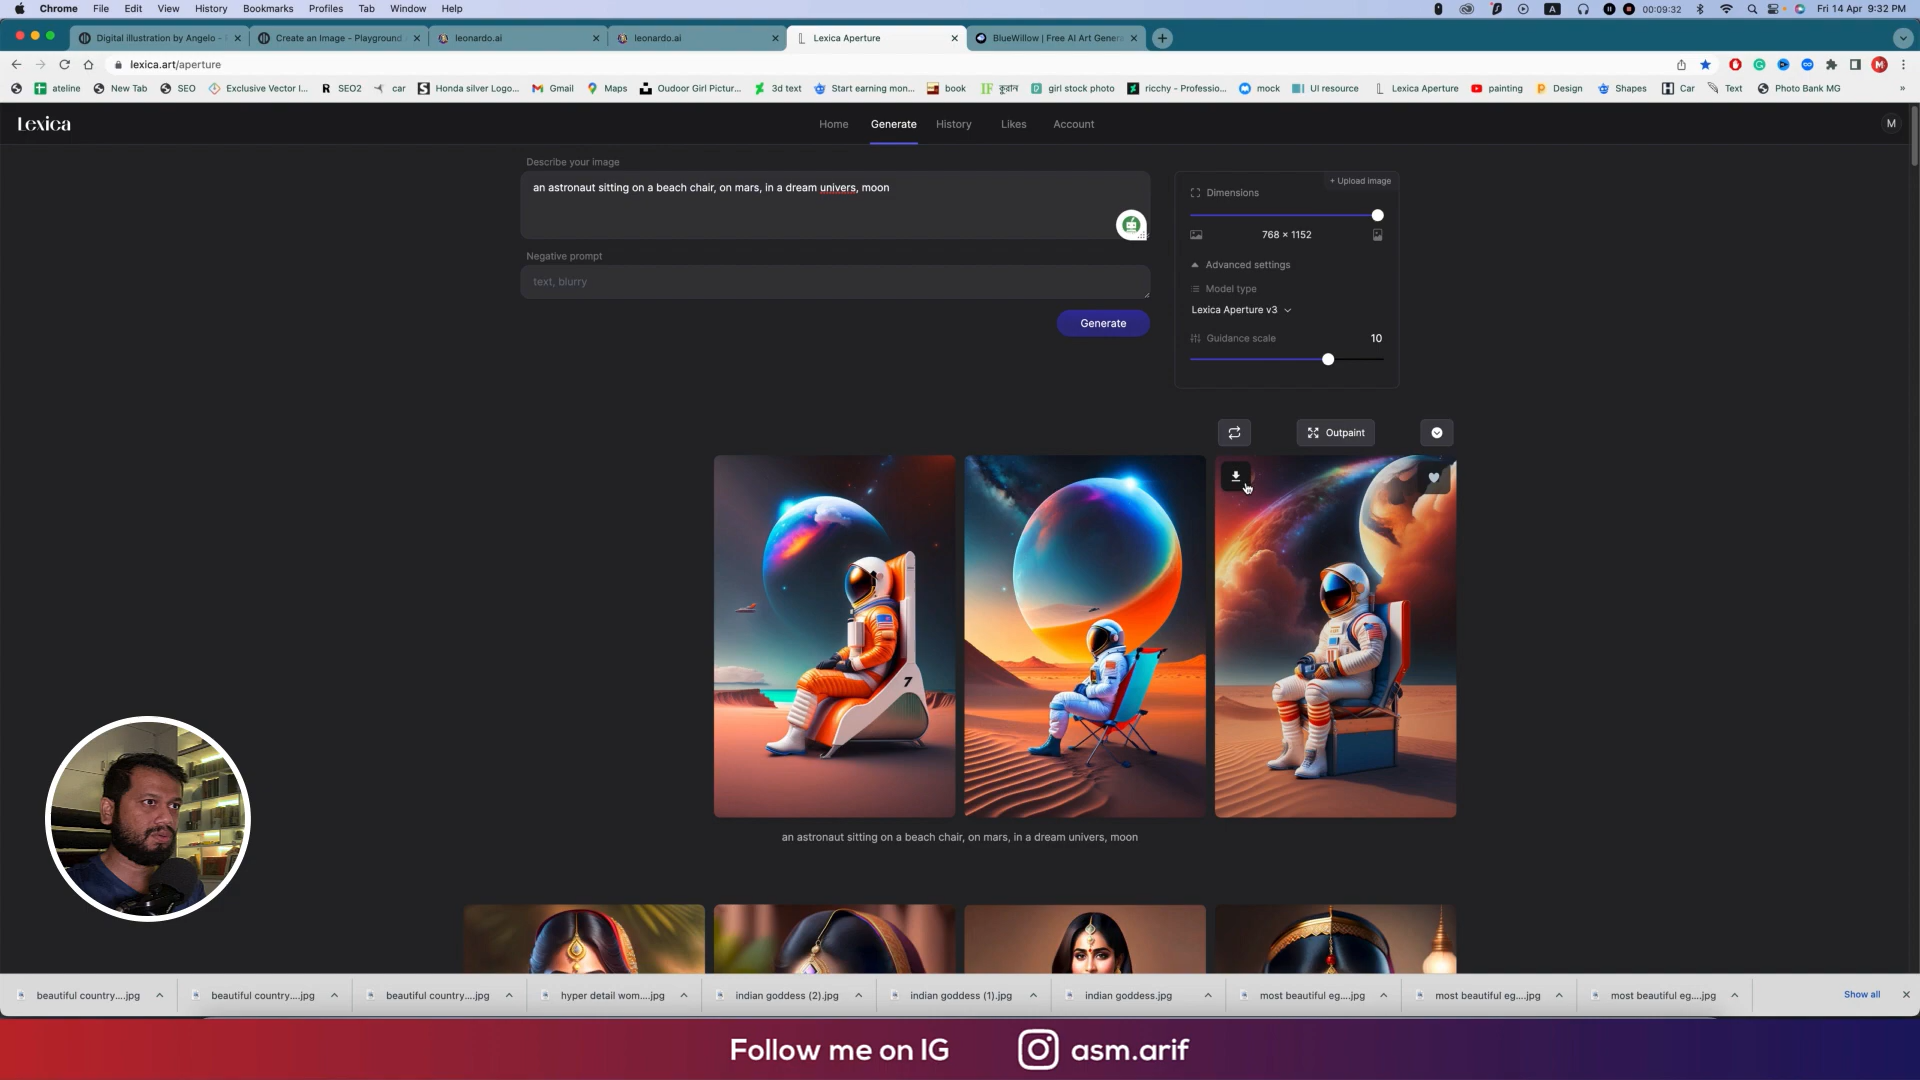 Chrome File Edit View History Bookmarks Profiles Tab Window Help
A 00:09:32 Fri 14 Apr 9:32 PM
Digital illustration by Angelo -
Create an Image - Playground
leonardo.ai
leonardo.ai
Lexica Aperture
BlueWillow | Free AI Art Genera
lexica.art/aperture
M
ateline New Tab SEO Exclusive Vector I... R SEO2 car Honda silver Logo... Gmail Maps Oudoor Girl Pictur... 3d text Start earning mon... book IF কুরান girl stock photo ricchy - Professio... mock UI resource Lexica Aperture painting Design Shapes Car Text Photo Bank MG »
Lexica
Home Generate History Likes Account
M
Describe your image
an astronaut sitting on a beach chair, on mars, in a dream univers, moon
Negative prompt
text, blurry
Generate
+ Upload image
Dimensions
768 × 1152
Advanced settings
Model type
Lexica Aperture v3
Guidance scale 10
Outpaint
7
an astronaut sitting on a beach chair, on mars, in a dream univers, moon
beautiful country....jpg
beautiful country....jpg
beautiful country....jpg
hyper detail wom....jpg
indian goddess (2).jpg
indian goddess (1).jpg
indian goddess.jpg
most beautiful eg....jpg
most beautiful eg....jpg
most beautiful eg....jpg
Show all
Follow me on IG asm.arif